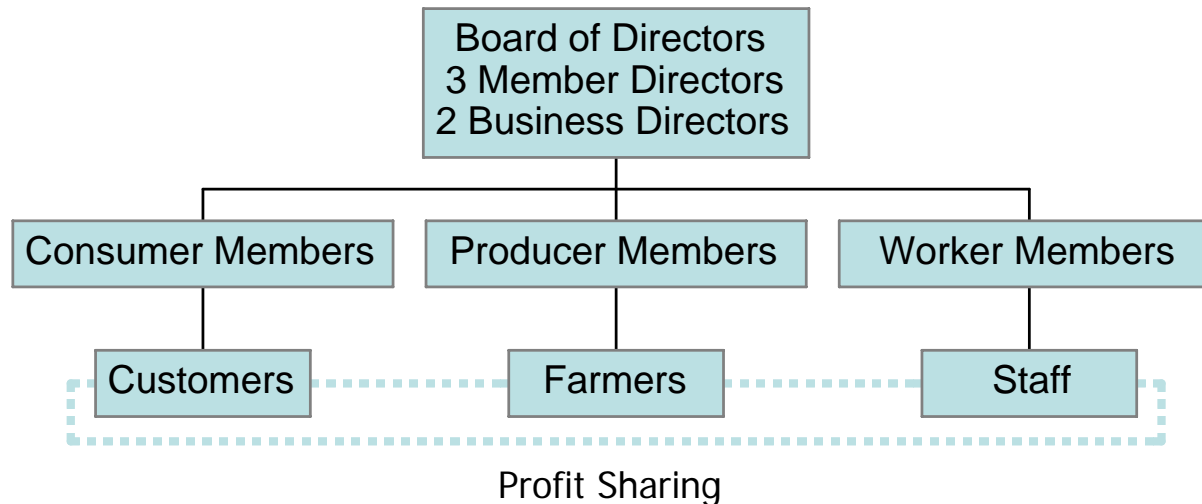 Board of Directors
3 Member Directors
2 Business Directors
Consumer Members
Producer Members
Worker Members
Customers
Farmers
Staff
Profit Sharing